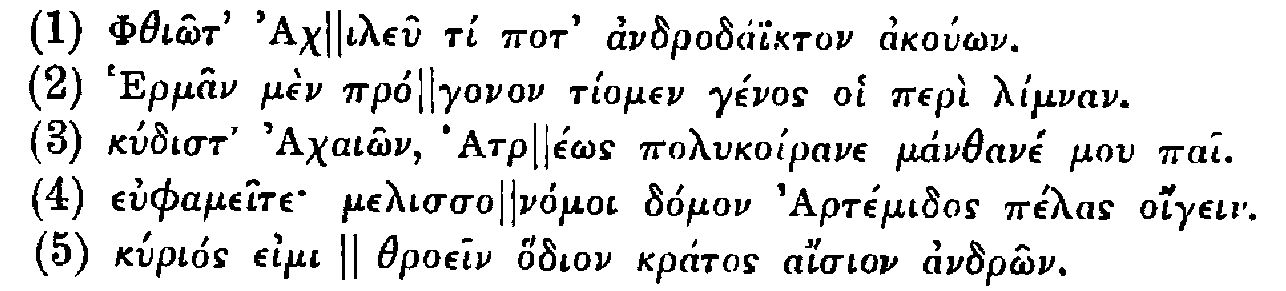 (1) Φθιῶτ' Ἀχ||ιλεῦ τί ποτ' ἀνδροδάϊκτον ἀκούων.
(2) Ἑρμᾶν μὲν πρό||γονον τίομεν γένος οἱ περὶ λίμναν.
(3) κύδιστ' Ἀχαιῶν, Ἀτρ||έως πολυκοίρανε μάνθανέ μου παῖ.
(4) εὐφαμεῖτε· μελισσο||νόμοι δόμον Ἀρτέμιδος πέλας οἴγειν.
(5) κύριός εἰμι || θροεῖν ὅδιον κράτος αἴσιον ἀνδρῶν.